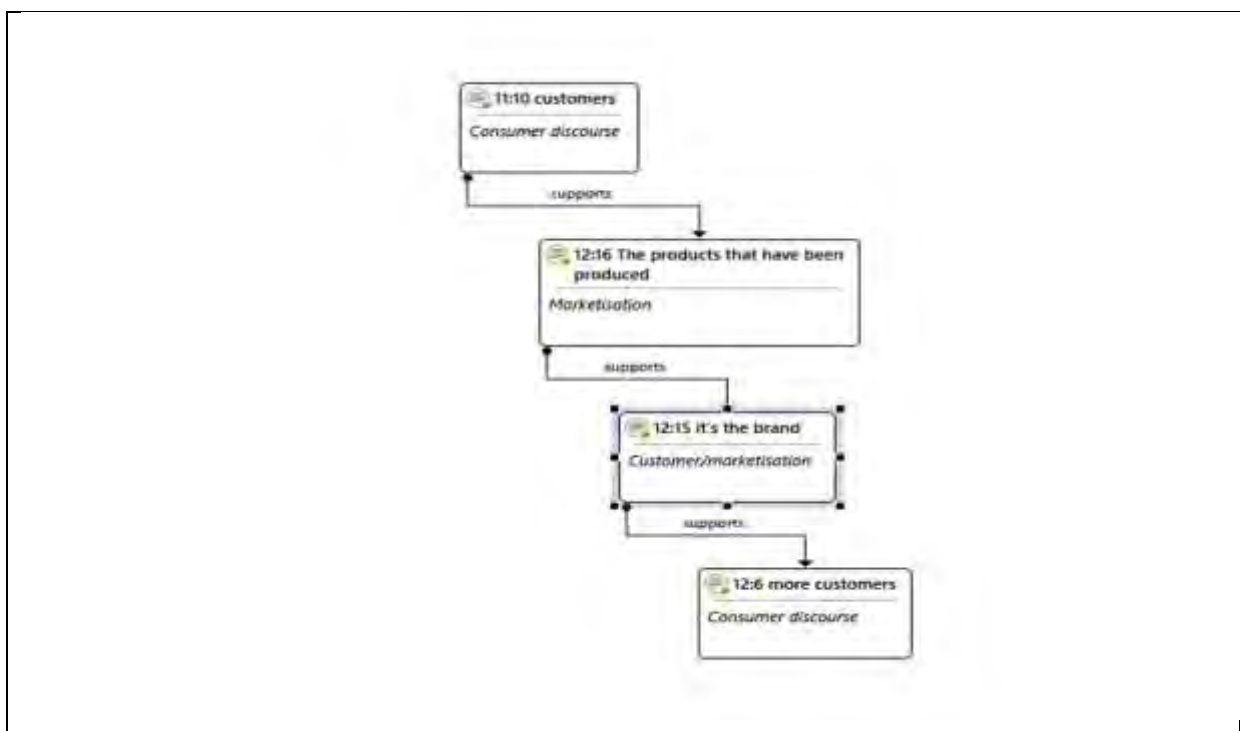 11:10 customers
Consumer discourse
supports
12:16 The products that have been
produced
Marketisation
supports
12:15 it's the brand
Customer/marketisation
supports
12:6 more customers
Consumer discourse